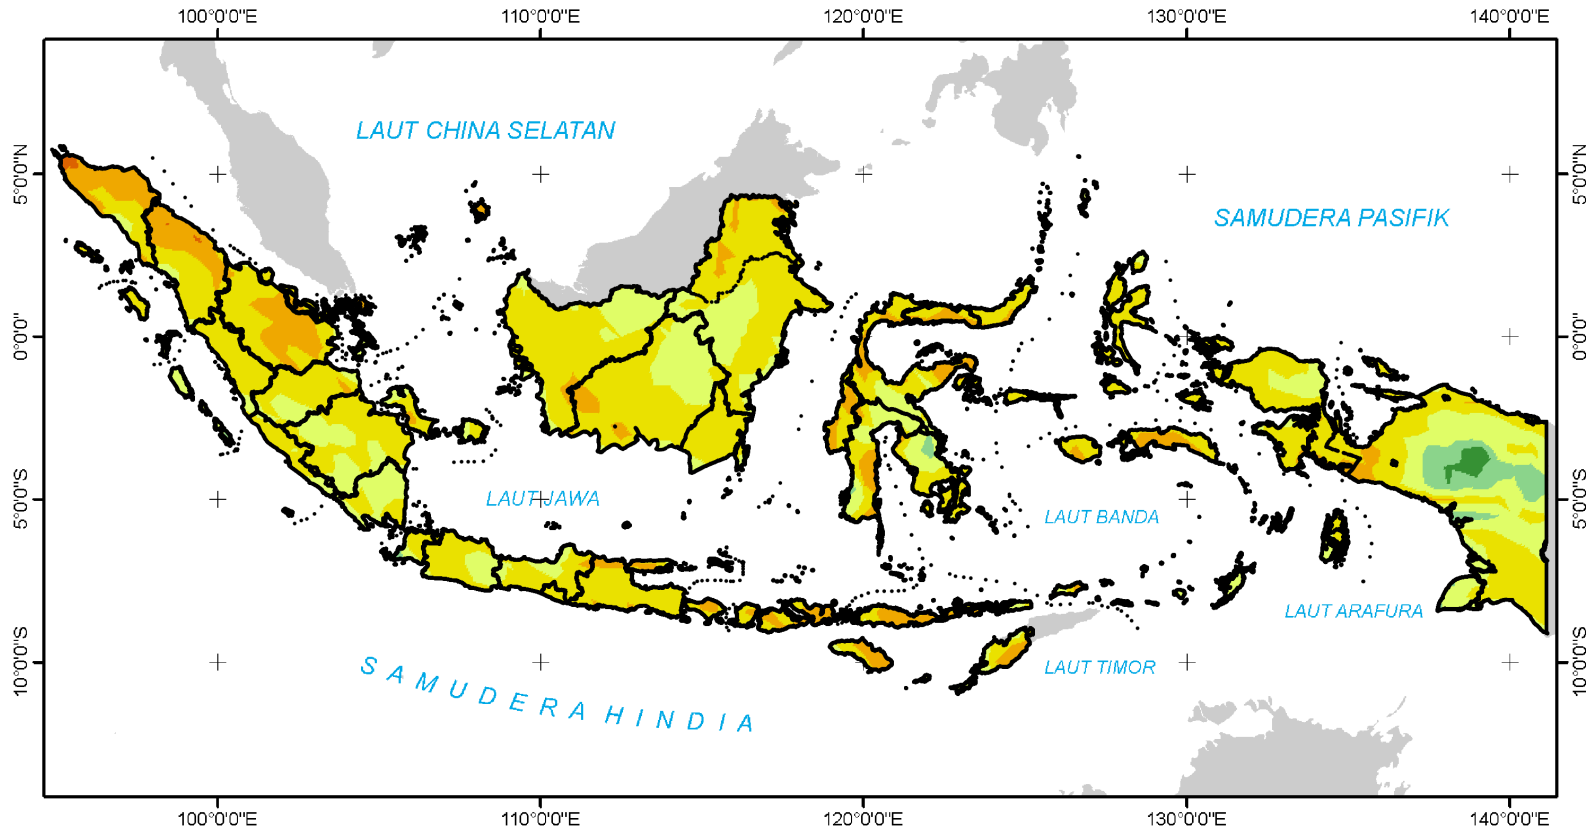 100°0'0"E 110°0'0"E 120°0'0"E 130°0'0"E 140°0'0"E
LAUT CHINA SELATAN
5°0'0"N 5°0'0"N
SAMUDERA PASIFIK
0°0'0" 0°0'0"
LAUT JAWA
5°0'0"S 5°0'0"S
LAUT BANDA
LAUT ARAFURA
10°0'0"S 10°0'0"S
LAUT TIMOR
SAMUDERA HINDIA
100°0'0"E 110°0'0"E 120°0'0"E 130°0'0"E 140°0'0"E